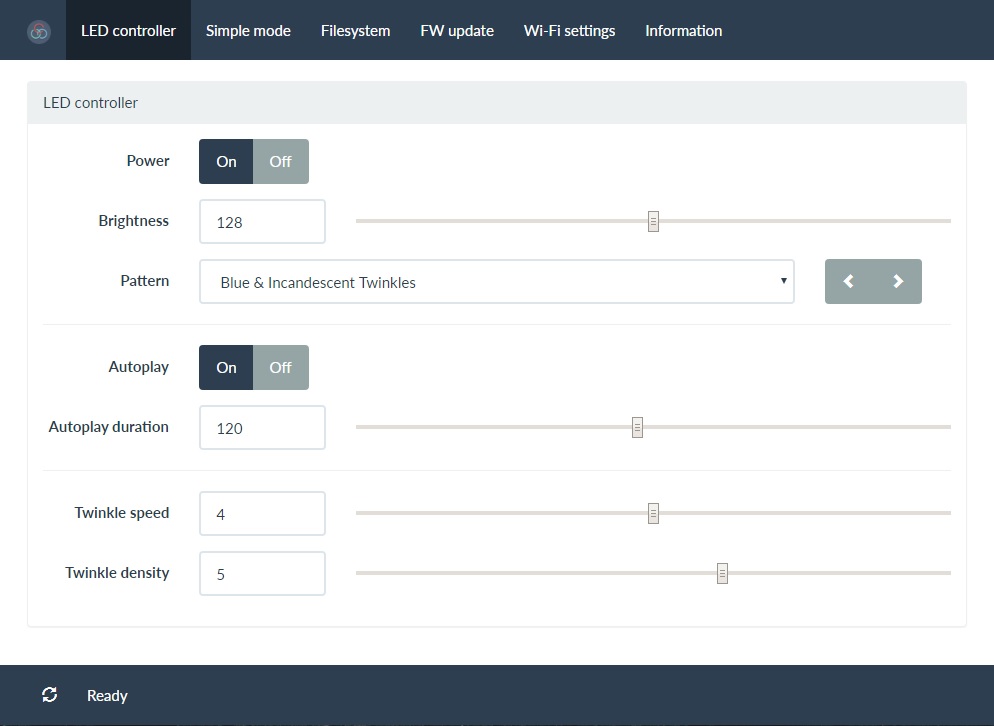 LED controller Simple mode Filesystem FW update Wi-Fi settings Information
LED controller
Power On Off
Brightness 128
Pattern Blue & Incandescent Twinkles
Autoplay On Off
Autoplay duration 120
Twinkle speed 4
Twinkle density 5
Ready